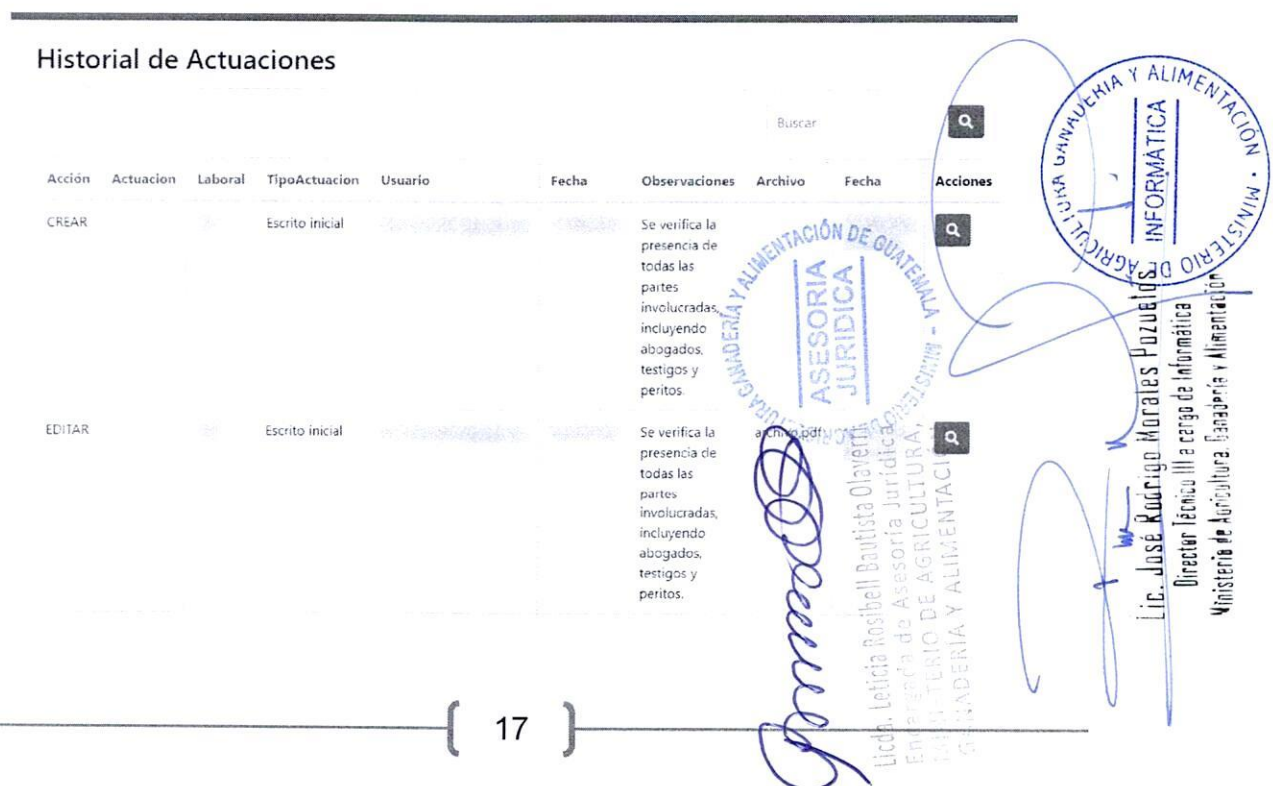 Historial de Actuaciones
Buscar
Acción Actuacion Laboral TipoActuacion Usuario Fecha Observaciones Archivo Fecha Acciones
CREAR Escrito inicial
Se verifica la
presencia de
todas las
partes
involucradas,
incluyendo
abogados,
testigos y
peritos.
EDITAR Escrito inicial archivo.pdf
Se verifica la
presencia de
todas las
partes
involucradas,
incluyendo
abogados,
testigos y
peritos.
MINISTERIO DE AGRICULTURA GANADERÍA Y ALIMENTACIÓN DE GUATEMALA
ASESORIA
JURIDICA
Licda. Leticia Rosibell Bautista Olaverri
Encargada de Asesoría Jurídica
MINISTERIO DE AGRICULTURA,
GANADERÍA Y ALIMENTACIÓN
MINISTERIO DE AGRICULTURA GANADERIA Y ALIMENTACIÓN
INFORMÁTICA
Lic. José Rodrigo Morales Pozuelos
Director Técnico III a cargo de Informática
Ministerio de Agricultura, Ganadería y Alimentación
17